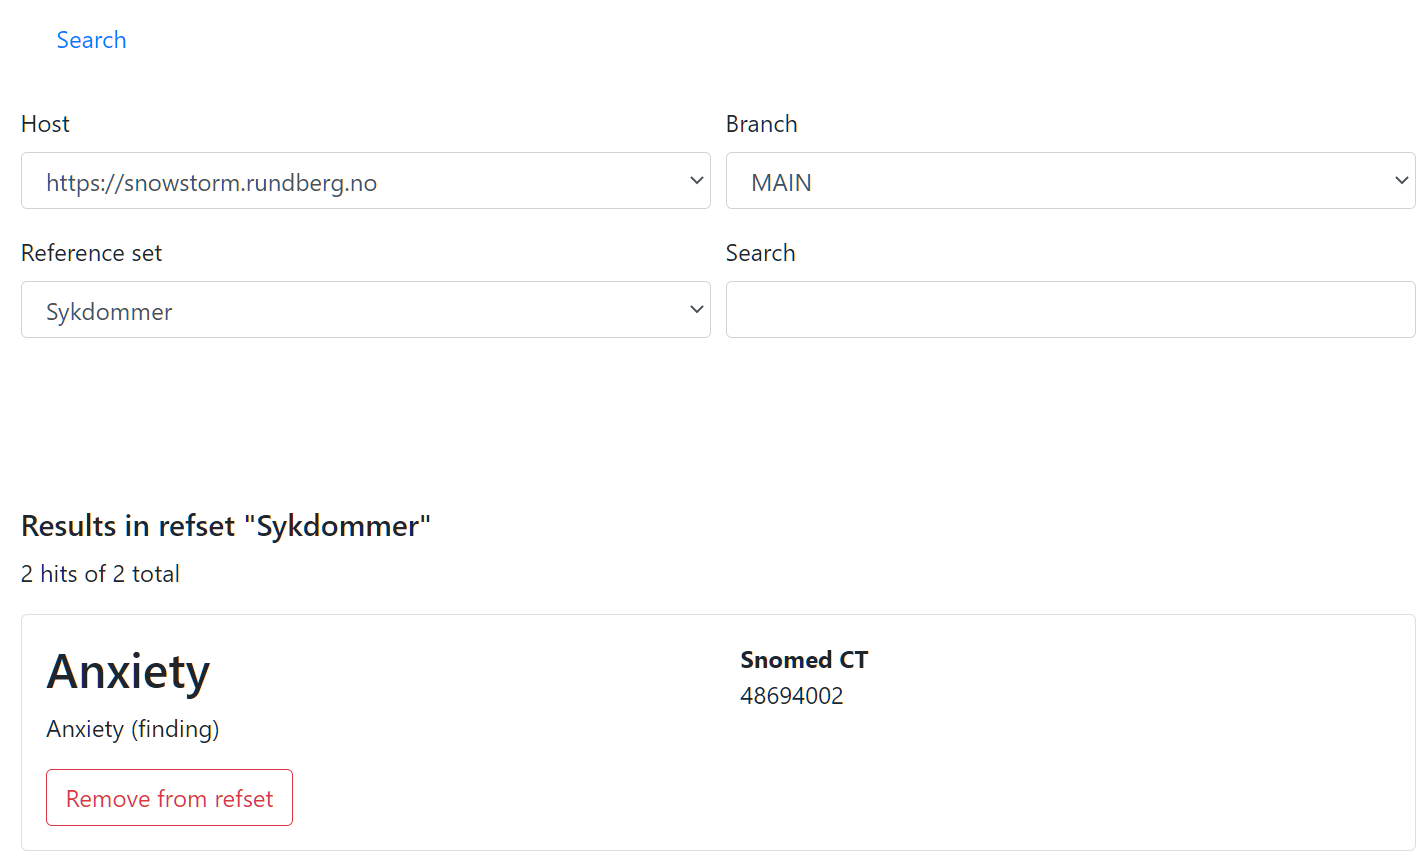 Search
Host
Branch
https://snowstorm.rundberg.no
MAIN
Reference set
Search
Sykdommer
Results in refset "Sykdommer"
2 hits of 2 total
Anxiety
Snomed CT
48694002
Anxiety (finding)
Remove from refset